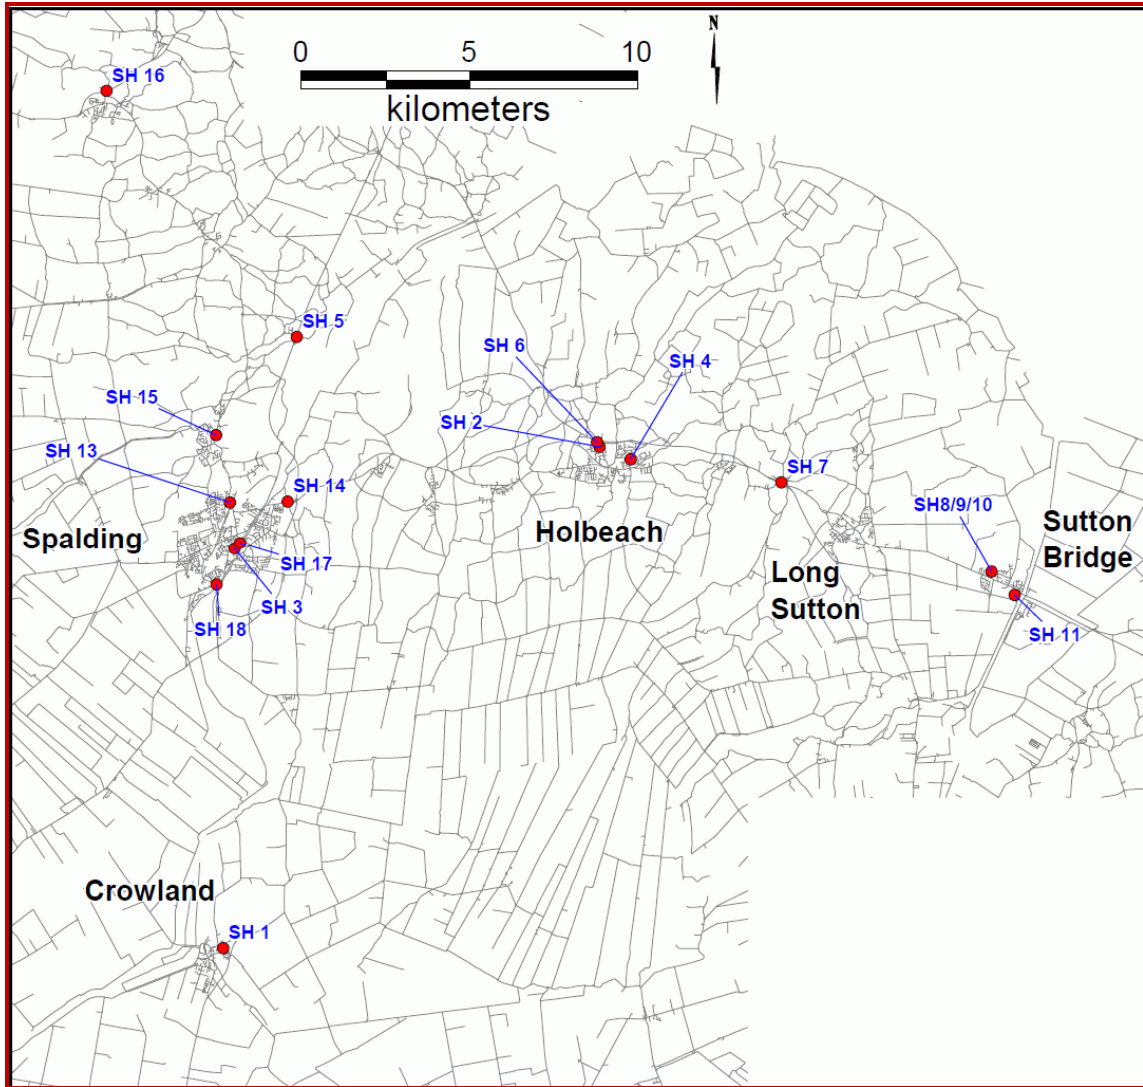 N
0 5 10
kilometers
SH 16
SH 5
SH 6
SH 4
SH 15
SH 2
SH 13
SH 7
SH 14
SH8/9/10
Spalding
Holbeach
Sutton
Bridge
SH 17
Long
Sutton
SH 3
SH 18
SH 11
Crowland
SH 1